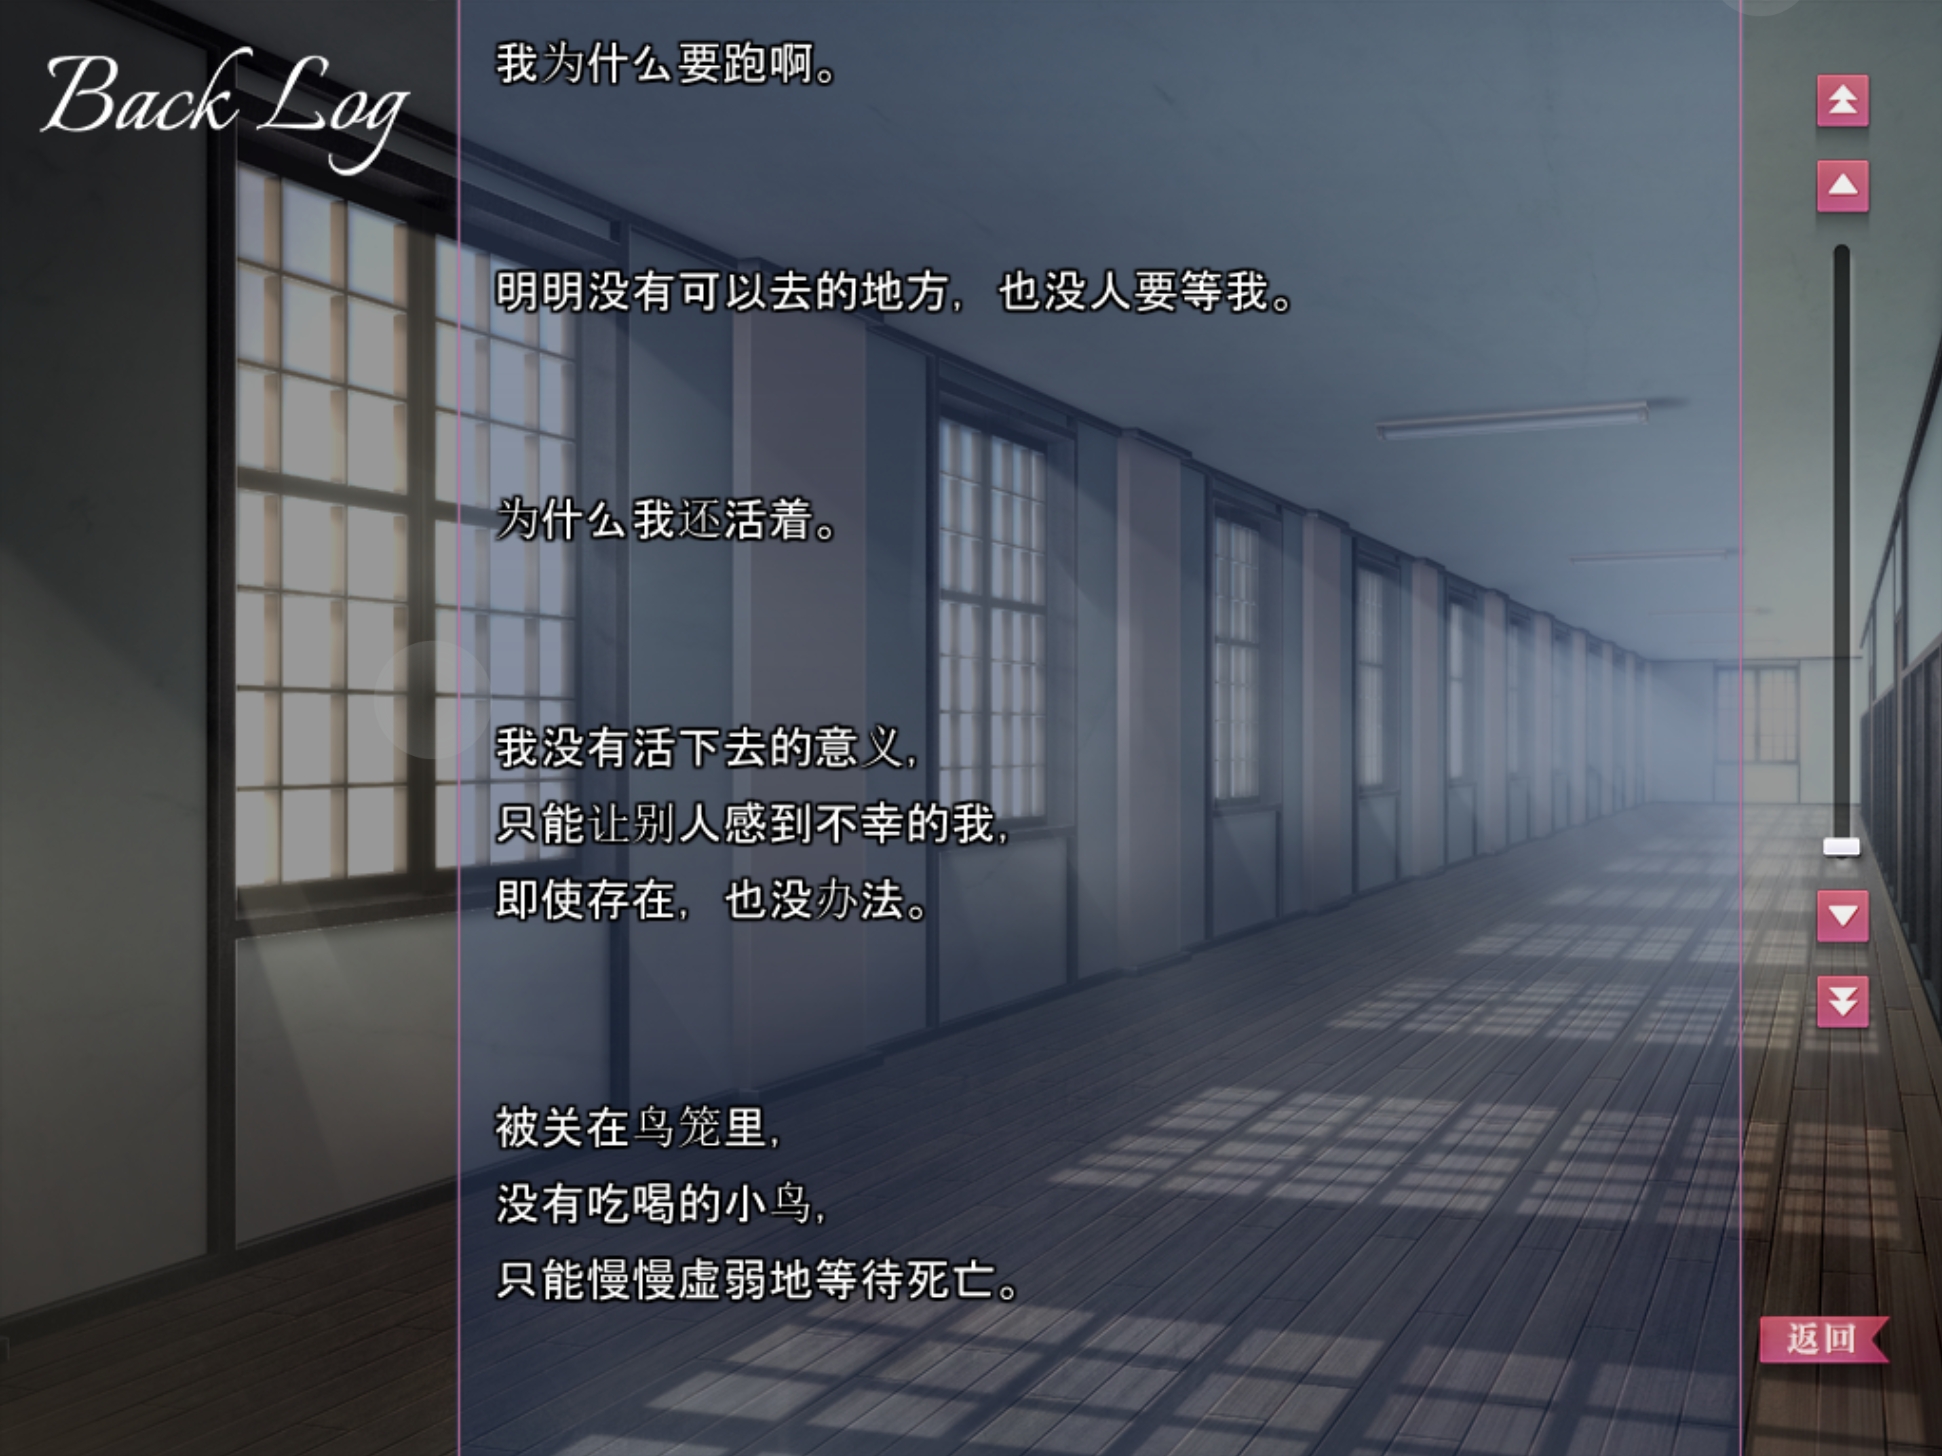 Back Log
我为什么要跑啊。
明明没有可以去的地方，也没人要等我。
为什么我还活着。
我没有活下去的意义，
只能让别人感到不幸的我，
即使存在，也没办法。
被关在鸟笼里，
没有吃喝的小鸟，
只能慢慢虚弱地等待死亡。
返回